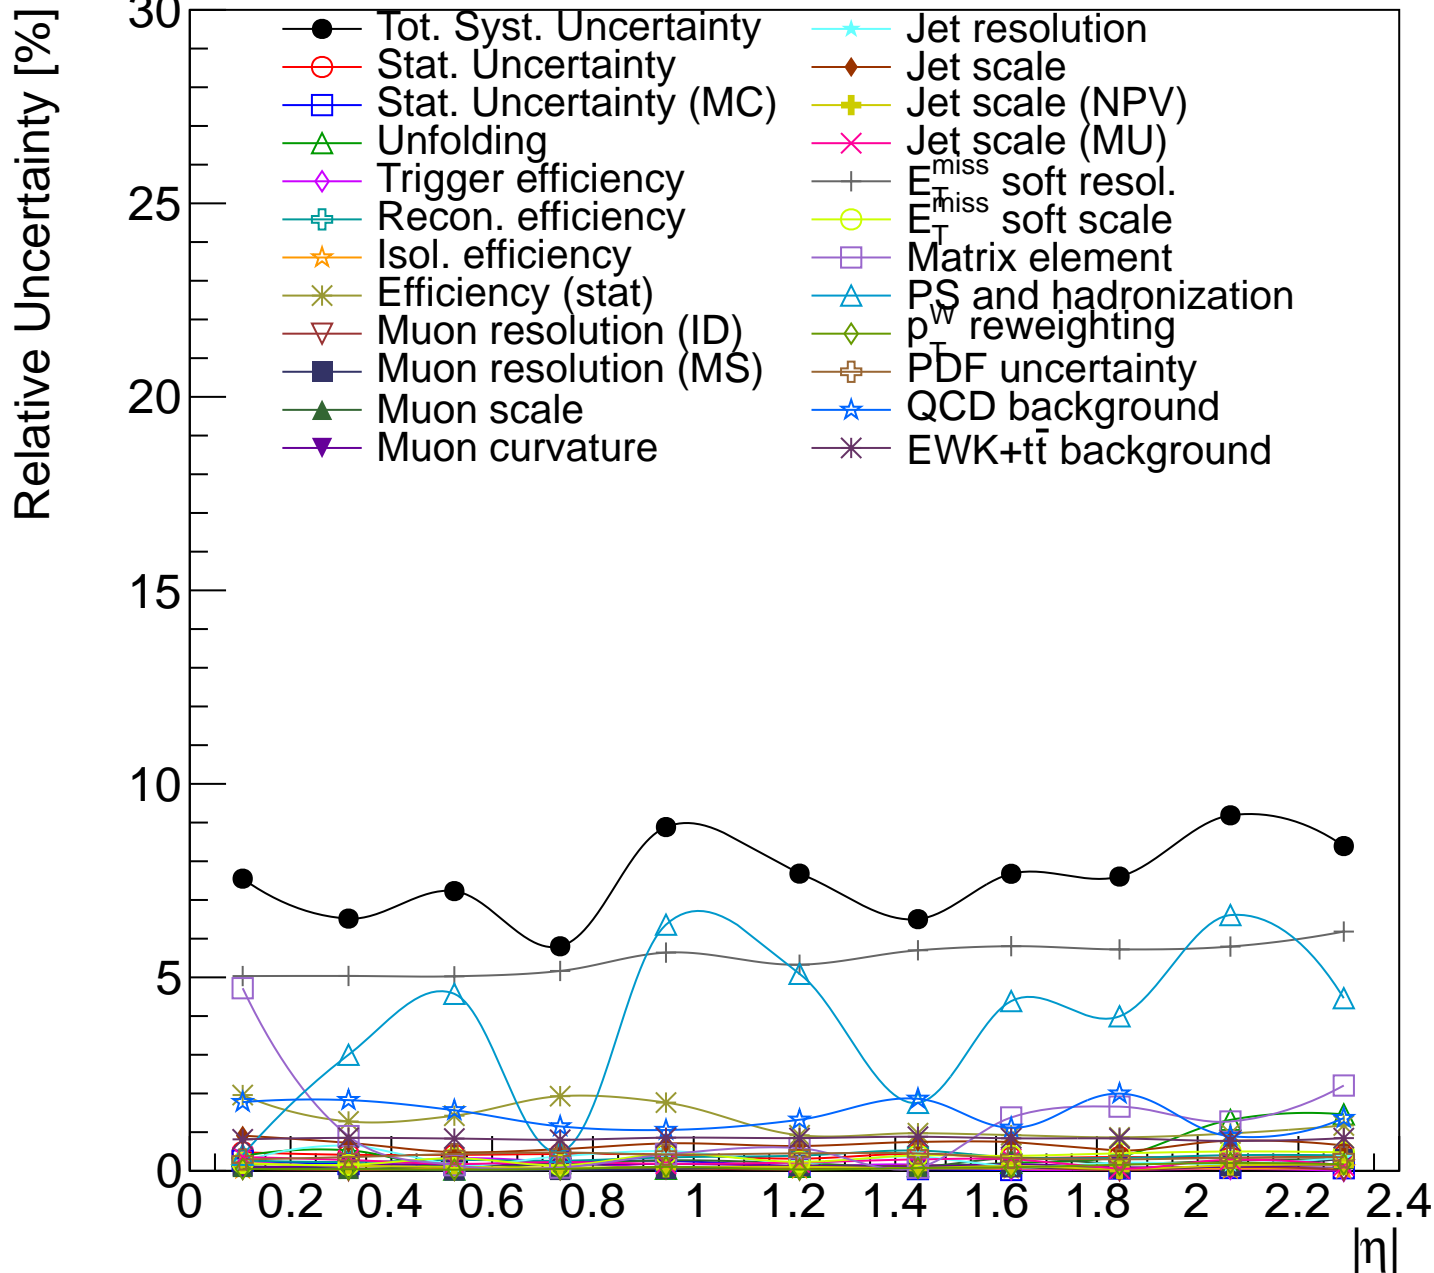 Relative Uncertainty [%]
30
25
20
15
10
5
0
Tot. Syst. Uncertainty
Stat. Uncertainty
Stat. Uncertainty (MC)
Unfolding
Trigger efficiency
Recon. efficiency
Isol. efficiency
Efficiency (stat)
Muon resolution (ID)
Muon resolution (MS)
Muon scale
Muon curvature
Jet resolution
Jet scale
Jet scale (NPV)
Jet scale (MU)
E_T^miss soft resol.
E_T^miss soft scale
Matrix element
PS and hadronization
p_T^W reweighting
PDF uncertainty
QCD background
EWK+tt̄ background
0 0.2 0.4 0.6 0.8 1 1.2 1.4 1.6 1.8 2 2.2 2.4
|η|